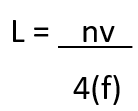 L = nv
4(f)